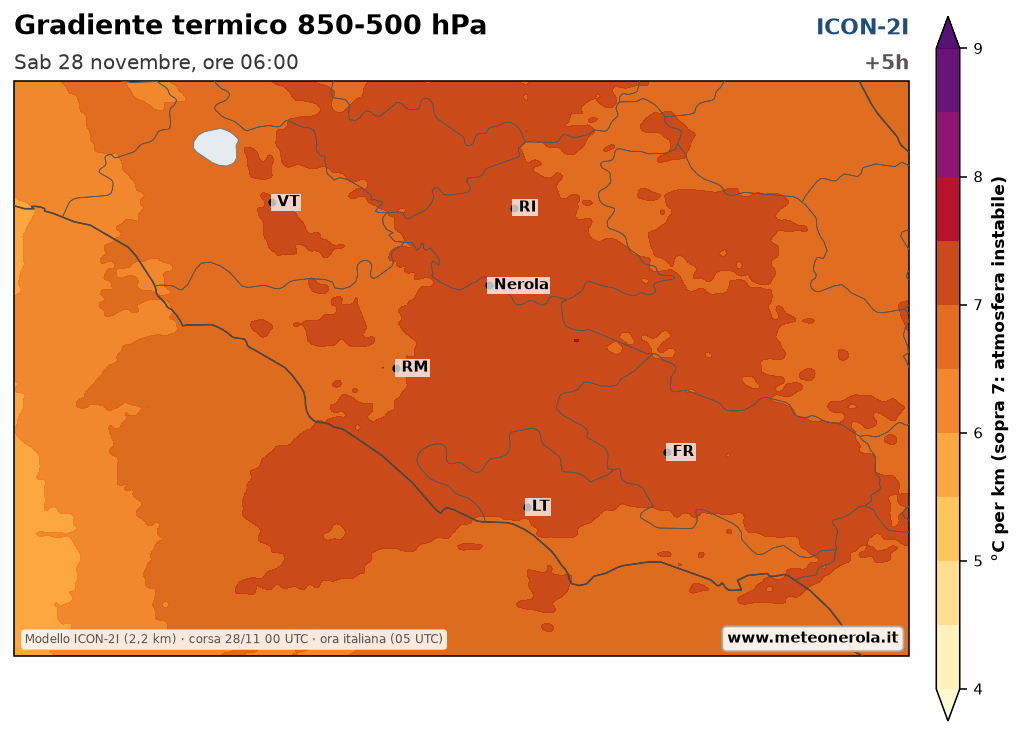 Gradiente termico 850-500 hPa
ICON-2I
Sab 28 novembre, ore 06:00
+5h
VT
RI
Nerola
RM
FR
LT
Modello ICON-2I (2,2 km) · corsa 28/11 00 UTC · ora italiana (05 UTC)
www.meteonerola.it
9
8
7
6
5
4
°C per km (sopra 7: atmosfera instabile)